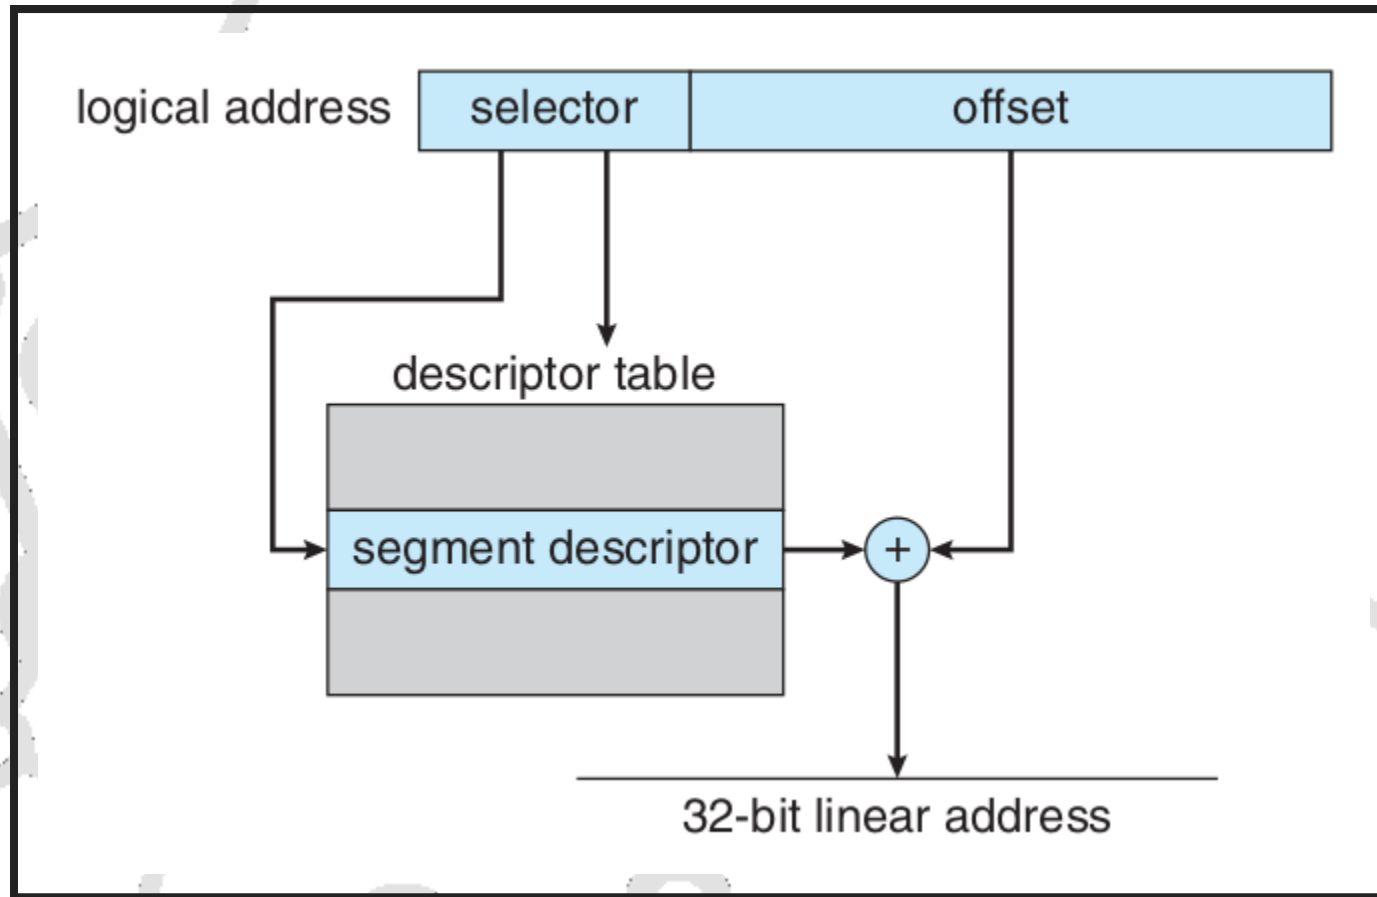 logical address selector offset
descriptor table
segment descriptor +
32-bit linear address